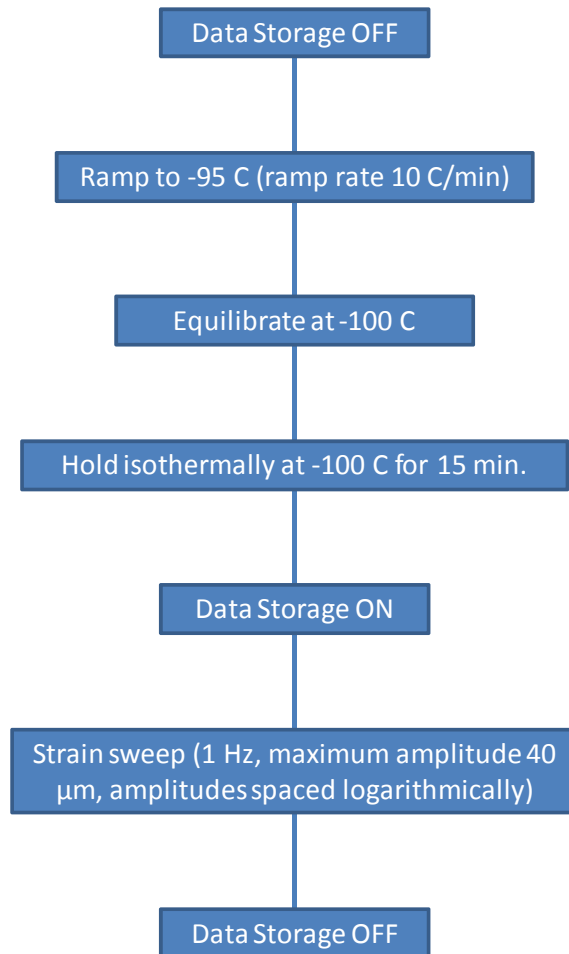 Data Storage OFF
Ramp to -95 C (ramp rate 10 C/min)
Equilibrate at -100 C
Hold isothermally at -100 C for 15 min.
Data Storage ON
Strain sweep (1 Hz, maximum amplitude 40
μm, amplitudes spaced logarithmically)
Data Storage OFF